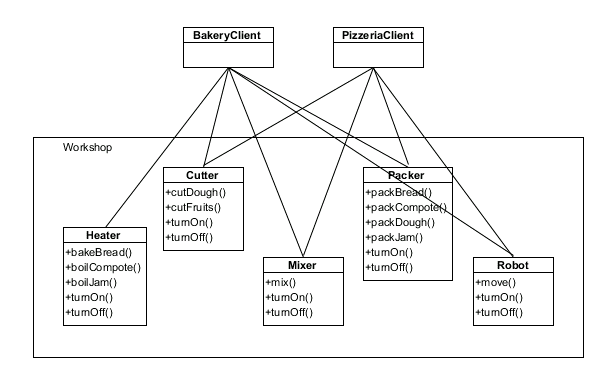 BakeryClient
PizzeriaClient
Workshop
Cutter
+cutDough()
+cutFruits()
+turnOn()
+turnOff()
Packer
+packBread()
+packCompote()
+packDough()
+packJam()
+turnOn()
+turnOff()
Heater
+bakeBread()
+boilCompote()
+boilJam()
+turnOn()
+turnOff()
Mixer
+mix()
+turnOn()
+turnOff()
Robot
+move()
+turnOn()
+turnOff()